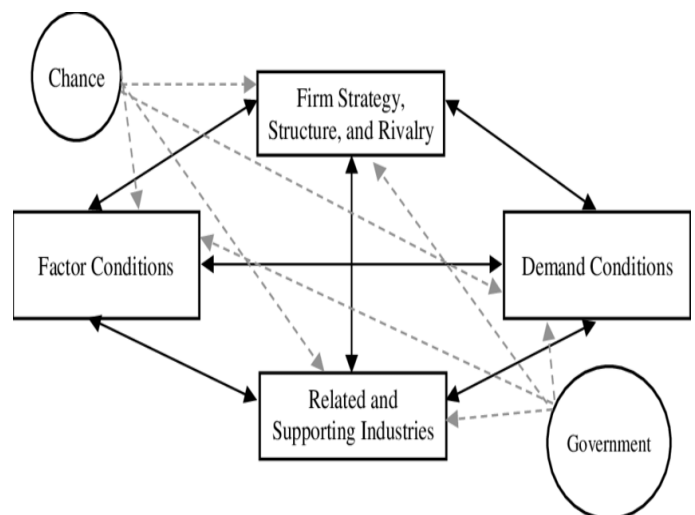 Chance
Firm Strategy,
Structure, and Rivalry
Factor Conditions
Demand Conditions
Related and
Supporting Industries
Government